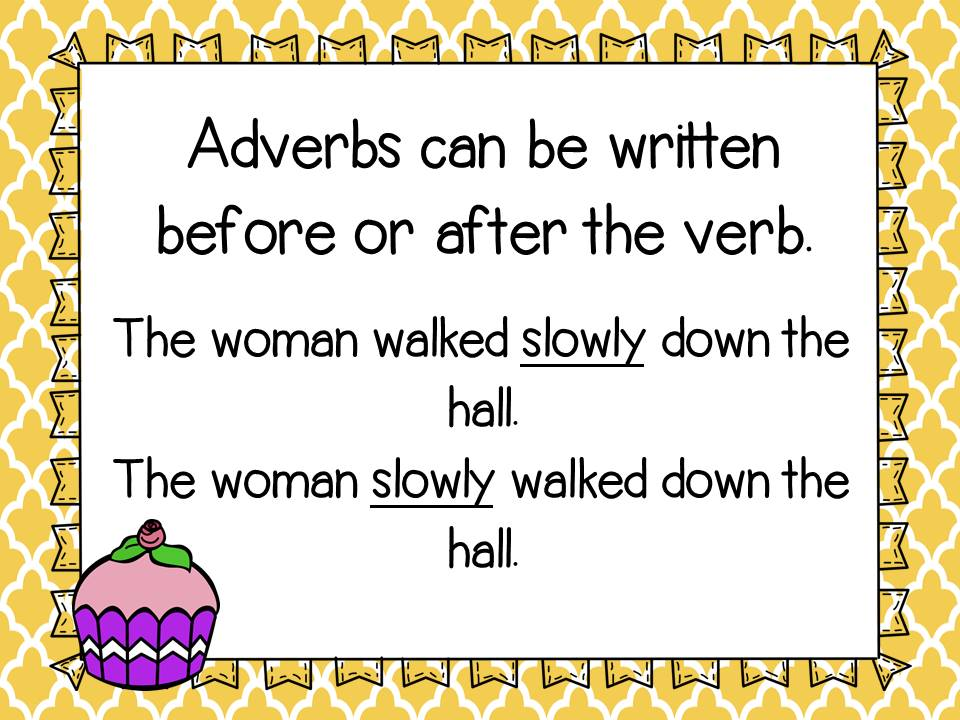 Adverbs can be written
before or after the verb.
The woman walked slowly down the
hall.
The woman slowly walked down the
hall.